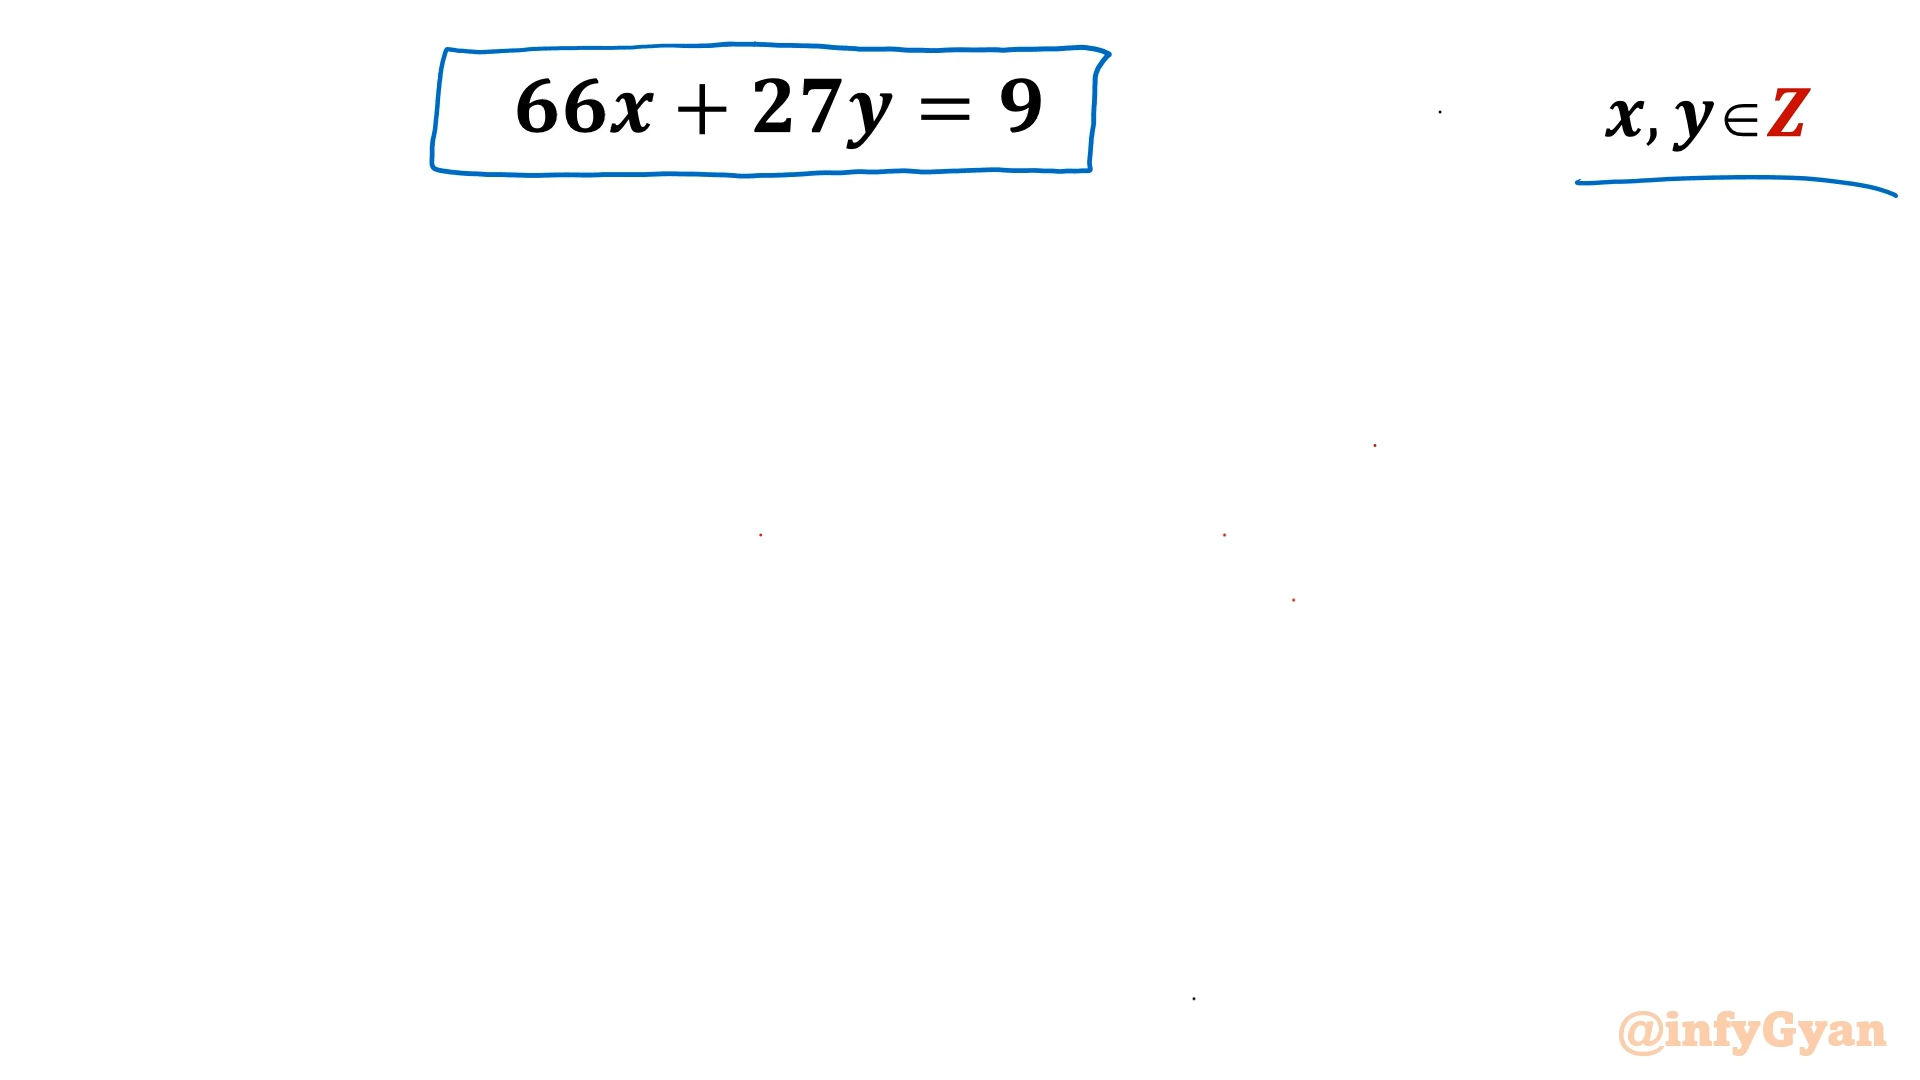 66x + 27y = 9
x, y ∈ Z
@infyGyan